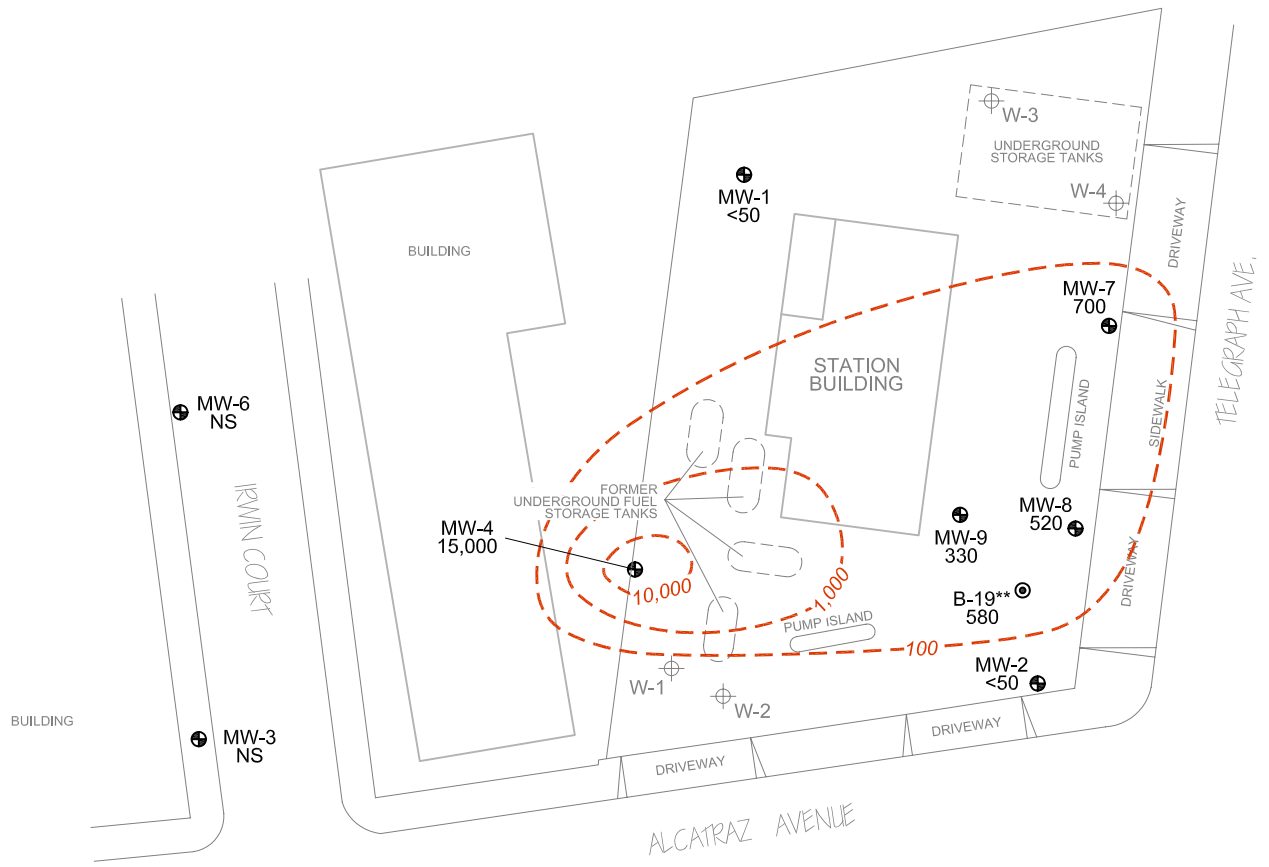 W-3
UNDERGROUND
STORAGE TANKS
W-4
MW-1
<50
DRIVEWAY
BUILDING
MW-7
700
TELEGRAPH AVE.
STATION
BUILDING
PUMP ISLAND
SIDEWALK
MW-6
NS
IRWIN COURT
FORMER
UNDERGROUND FUEL
STORAGE TANKS
MW-4
15,000
MW-9
330
MW-8
520
DRIVEWAY
10,000
1,000
B-19**
580
PUMP ISLAND
100
MW-2
<50
W-1
W-2
BUILDING
MW-3
NS
DRIVEWAY
DRIVEWAY
ALCATRAZ AVENUE